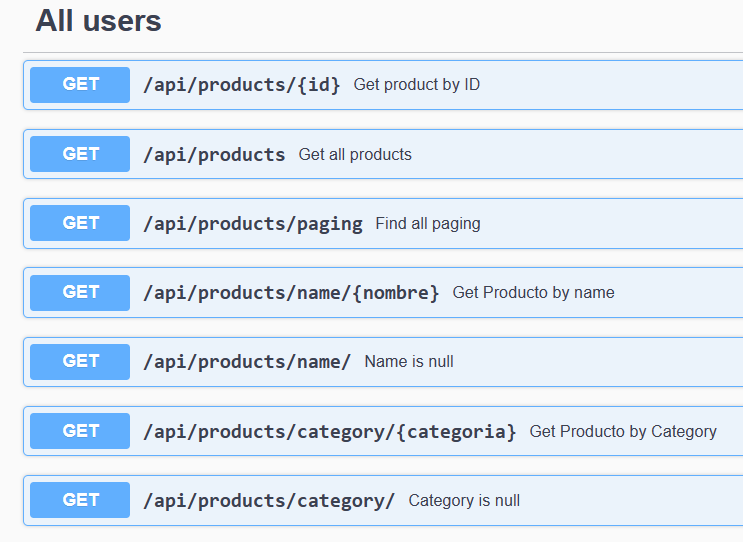 All users
GET /api/products/{id} Get product by ID
GET /api/products Get all products
GET /api/products/paging Find all paging
GET /api/products/name/{nombre} Get Producto by name
GET /api/products/name/ Name is null
GET /api/products/category/{categoria} Get Producto by Category
GET /api/products/category/ Category is null